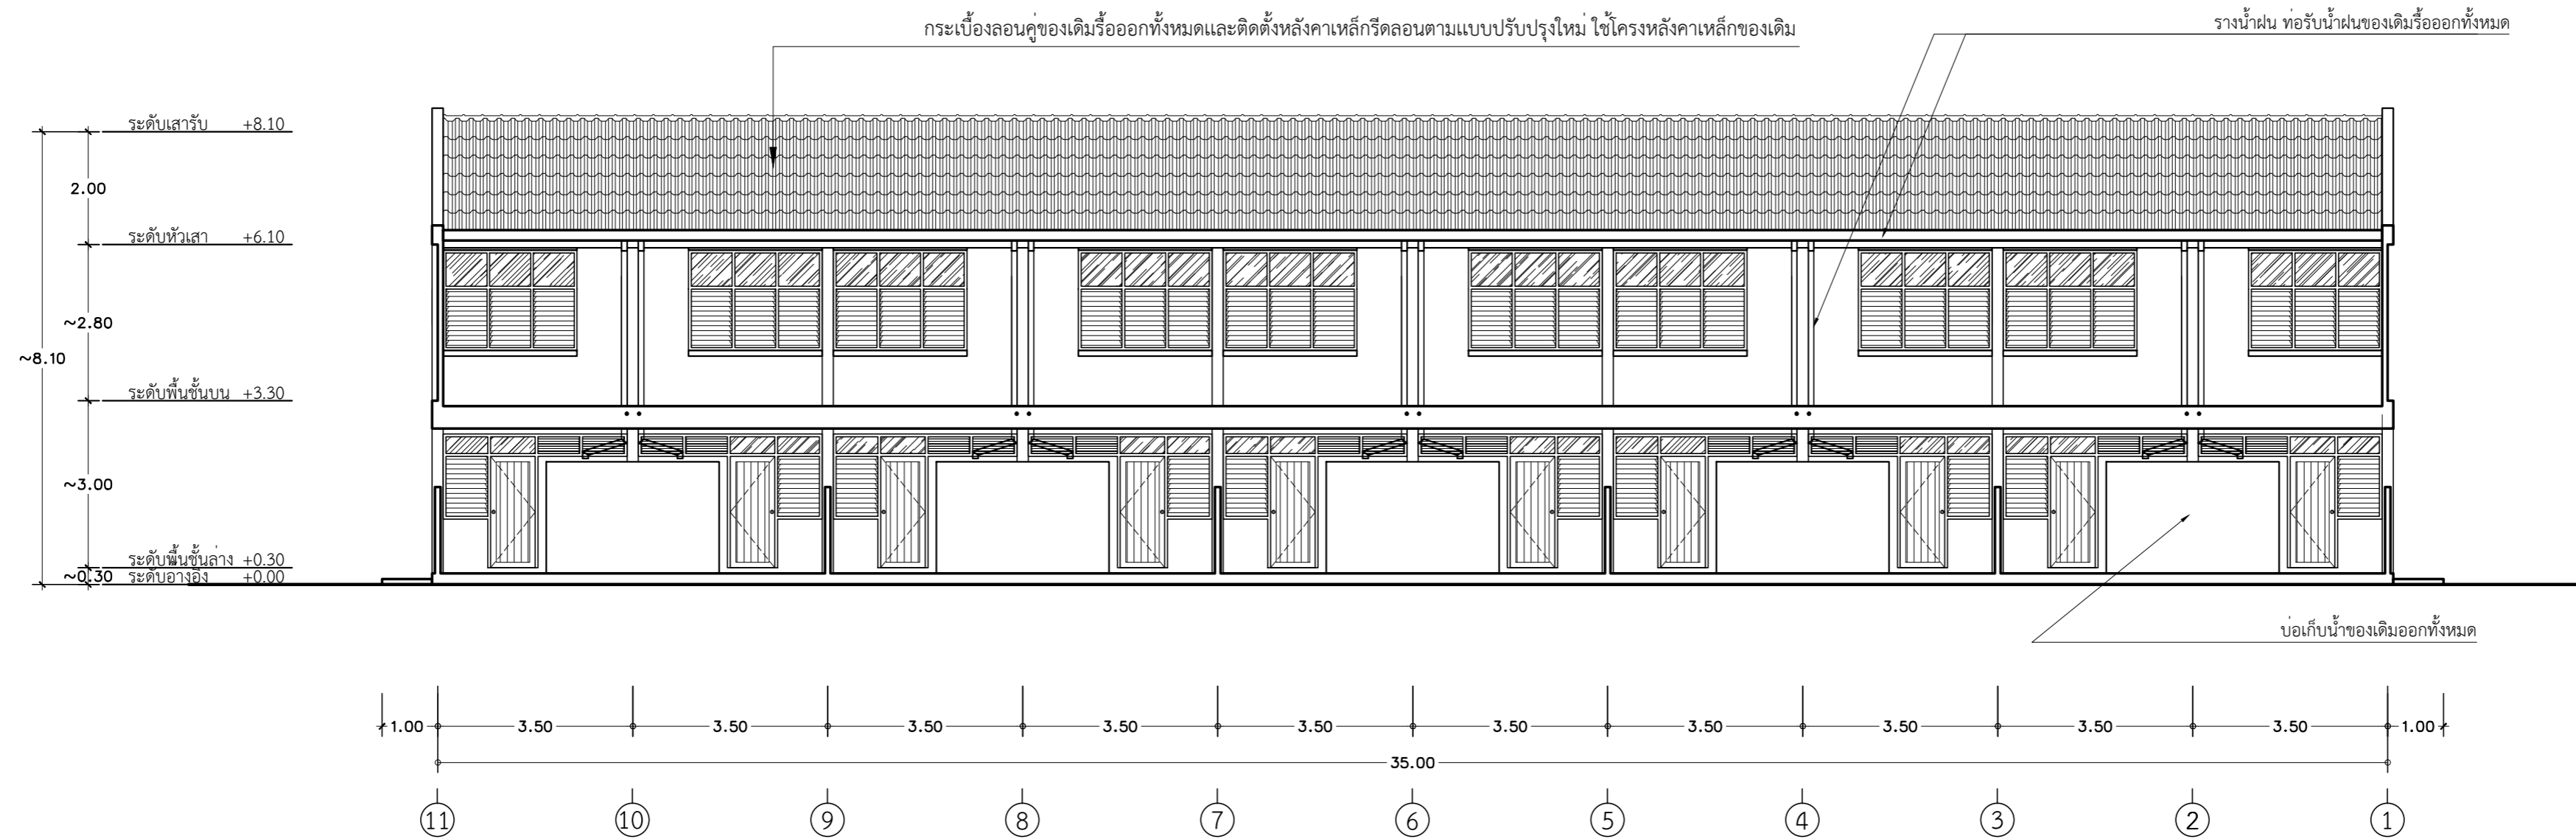 กระเบื้องลอนคู่ของเดิมรื้อออกทั้งหมดและติดตั้งหลังคาเหล็กรีดลอนตามแบบปรับปรุงใหม่ ใช้โครงหลังคาเหล็กของเดิม
รางน้ำฝน ท่อรับน้ำฝนของเดิมรื้อออกทั้งหมด
ระดับเสารับ +8.10
2.00
ระดับหัวเสา +6.10
~2.80
~8.10
ระดับพื้นชั้นบน +3.30
~3.00
ระดับพื้นชั้นล่าง +0.30
~0.30 ระดับอ้างอิง +0.00
บ่อเก็บน้ำของเดิมออกทั้งหมด
1.00 3.50 3.50 3.50 3.50 3.50 3.50 3.50 3.50 3.50 3.50 1.00
35.00
11 10 9 8 7 6 5 4 3 2 1